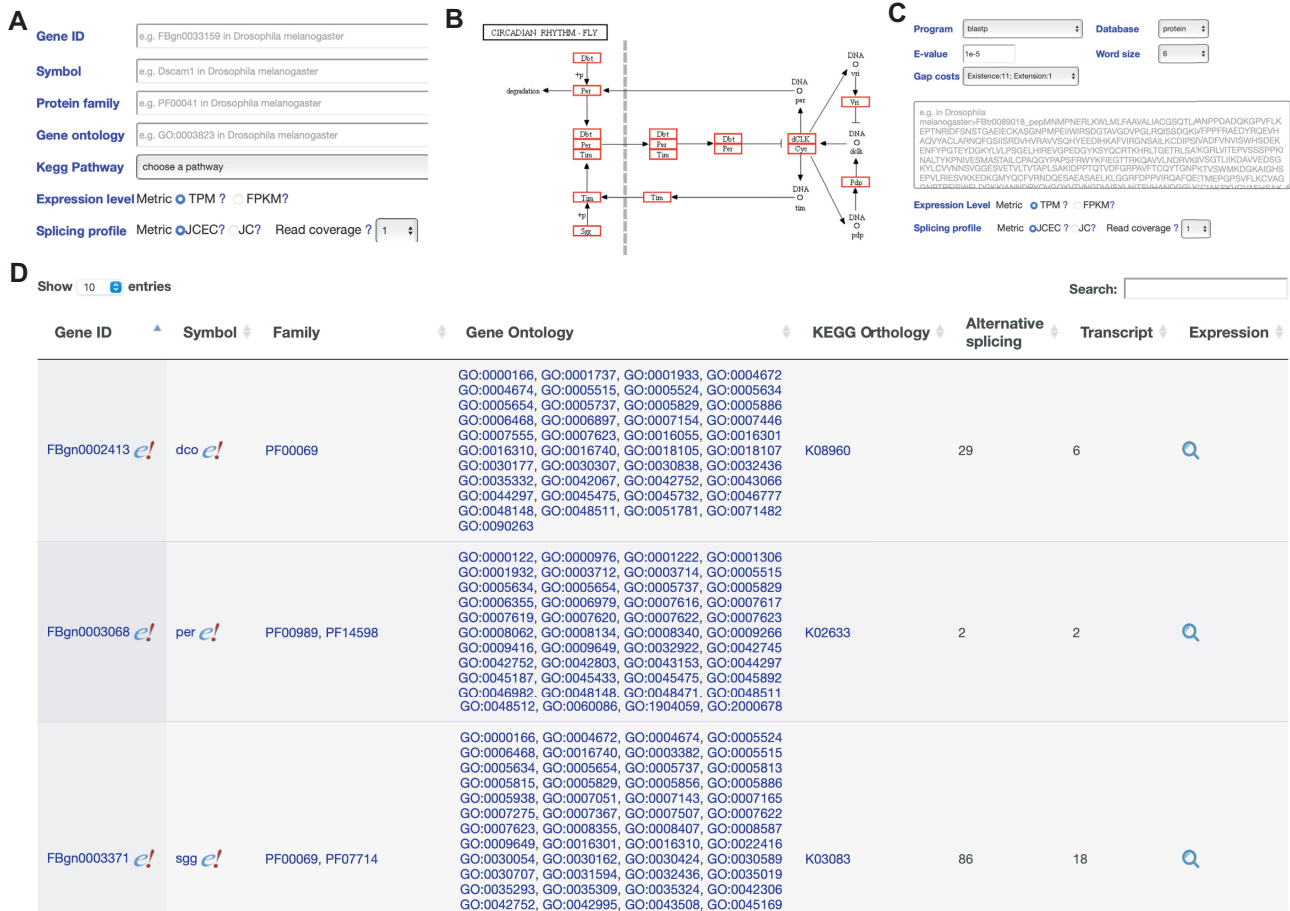 A
Gene ID e.g. FBgn0033159 in Drosophila melanogaster
Symbol e.g. Dscam1 in Drosophila melanogaster
Protein family e.g. PF00041 in Drosophila melanogaster
Gene ontology e.g. GO:0003823 in Drosophila melanogaster
Kegg Pathway choose a pathway
Expression level Metric TPM ? FPKM?
Splicing profile Metric JCEC? JC? Read coverage ? 1
B
CIRCADIAN RHYTHM - FLY
Dbt
+p
degradation Per
DNA
per
DNA
vri
Vri
Dbt Dbt Dbt dCLK DNA
Per Per Per Cyc
Tim Tim dclk
Pdp
Tim Tim DNA
tim
+p
Sgg
DNA
pdp
C
Program blastp Database protein
E-value 1e-5 Word size 6
Gap costs Existence:11; Extension:1
e.g. in Drosophila
melanogaster>FBtr0089018_pepMNMPNERLKWLMLFAAVALIACGSQTLAANPPDADQKGPVFLK
Expression Level Metric TPM ? FPKM?
Splicing profile Metric JCEC ? JC? Read coverage ? 1
D
Show 10 entries
Search:
Gene ID Symbol Family Gene Ontology KEGG Orthology Alternative splicing Transcript Expression
GO:0000166, GO:0001737, GO:0001933, GO:0004672
GO:0004674, GO:0005515, GO:0005524, GO:0005634
GO:0005654, GO:0005737, GO:0005829, GO:0005886
GO:0006468, GO:0006897, GO:0007154, GO:0007446
GO:0007555, GO:0007623, GO:0016055, GO:0016301
FBgn0002413 e! dco e! PF00069 GO:0016310, GO:0016740, GO:0018105, GO:0018107 K08960 29 6
GO:0030177, GO:0030307, GO:0030838, GO:0032436
GO:0035332, GO:0042067, GO:0042752, GO:0043066
GO:0044297, GO:0045475, GO:0045732, GO:0046777
GO:0048148, GO:0048511, GO:0051781, GO:0071482
GO:0090263
GO:0000122, GO:0000976, GO:0001222, GO:0001306
GO:0001932, GO:0003712, GO:0003714, GO:0005515
GO:0005634, GO:0005654, GO:0005737, GO:0005829
GO:0006355, GO:0006979, GO:0007616, GO:0007617
GO:0007619, GO:0007620, GO:0007622, GO:0007623
FBgn0003068 e! per e! PF00989, PF14598 GO:0008062, GO:0008134, GO:0008340, GO:0009266 K02633 2 2
GO:0009416, GO:0009649, GO:0032922, GO:0042745
GO:0042752, GO:0042803, GO:0043153, GO:0044297
GO:0045187, GO:0045433, GO:0045475, GO:0045892
GO:0046982, GO:0048148, GO:0048471, GO:0048511
GO:0048512, GO:0060086, GO:1904059, GO:2000678
GO:0000166, GO:0004672, GO:0004674, GO:0005524
GO:0006468, GO:0016740, GO:0003382, GO:0005515
GO:0005634, GO:0005654, GO:0005737, GO:0005813
GO:0005815, GO:0005829, GO:0005856, GO:0005886
GO:0005938, GO:0007051, GO:0007143, GO:0007165
GO:0007275, GO:0007367, GO:0007507, GO:0007622
GO:0007623, GO:0008355, GO:0008407, GO:0008587
FBgn0003371 e! sgg e! PF00069, PF07714 GO:0009649, GO:0016301, GO:0016310, GO:0022416 K03083 86 18
GO:0030054, GO:0030162, GO:0030424, GO:0030589
GO:0030707, GO:0031594, GO:0032436, GO:0035019
GO:0035293, GO:0035309, GO:0035324, GO:0042306
GO:0042752, GO:0042995, GO:0043508, GO:0045169